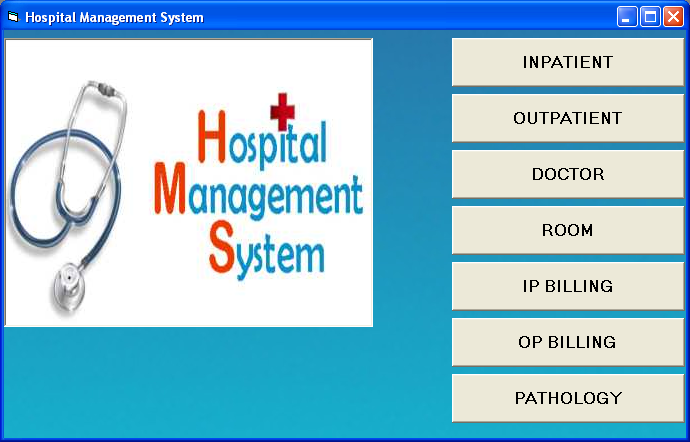 Hospital Management System
Hospital
Management
System
INPATIENT
OUTPATIENT
DOCTOR
ROOM
IP BILLING
OP BILLING
PATHOLOGY